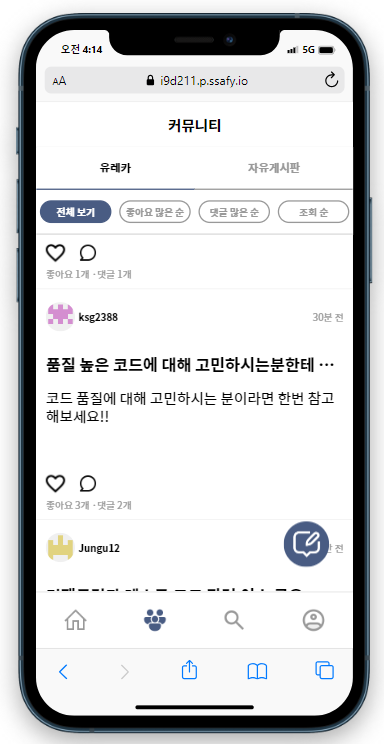 오전 4:14
5G
AA
i9d211.p.ssafy.io
커뮤니티
유레카 자유게시판
전체 보기 좋아요 많은 순 댓글 많은 순 조회 순
좋아요 1개 · 댓글 1개
ksg2388 30분 전
품질 높은 코드에 대해 고민하시는분한테 ···
코드 품질에 대해 고민하시는 분이라면 한번 참고
해보세요!!
좋아요 3개 · 댓글 2개
Jungu12 전